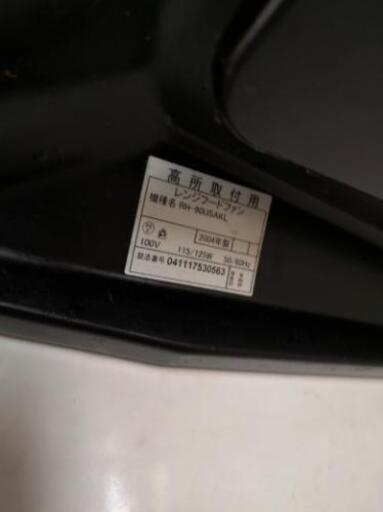 高所取付用
レンジフードファン
機種名 RH-90USAKL
2004年製
100V 115/125W 50/60Hz
製造番号 041117530563